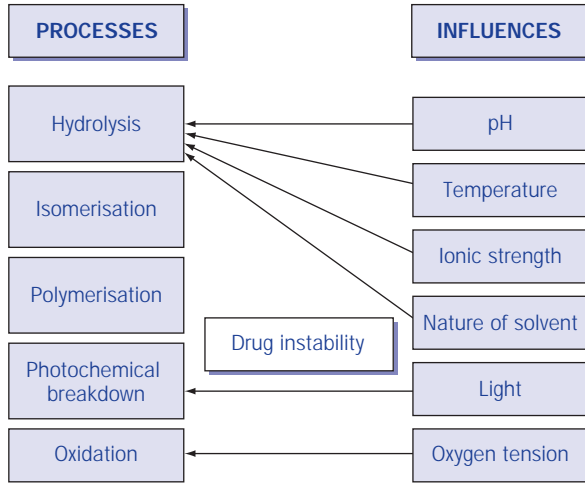 PROCESSES
INFLUENCES
Hydrolysis
Isomerisation
Polymerisation
Photochemical
breakdown
Oxidation
Drug instability
pH
Temperature
Ionic strength
Nature of solvent
Light
Oxygen tension